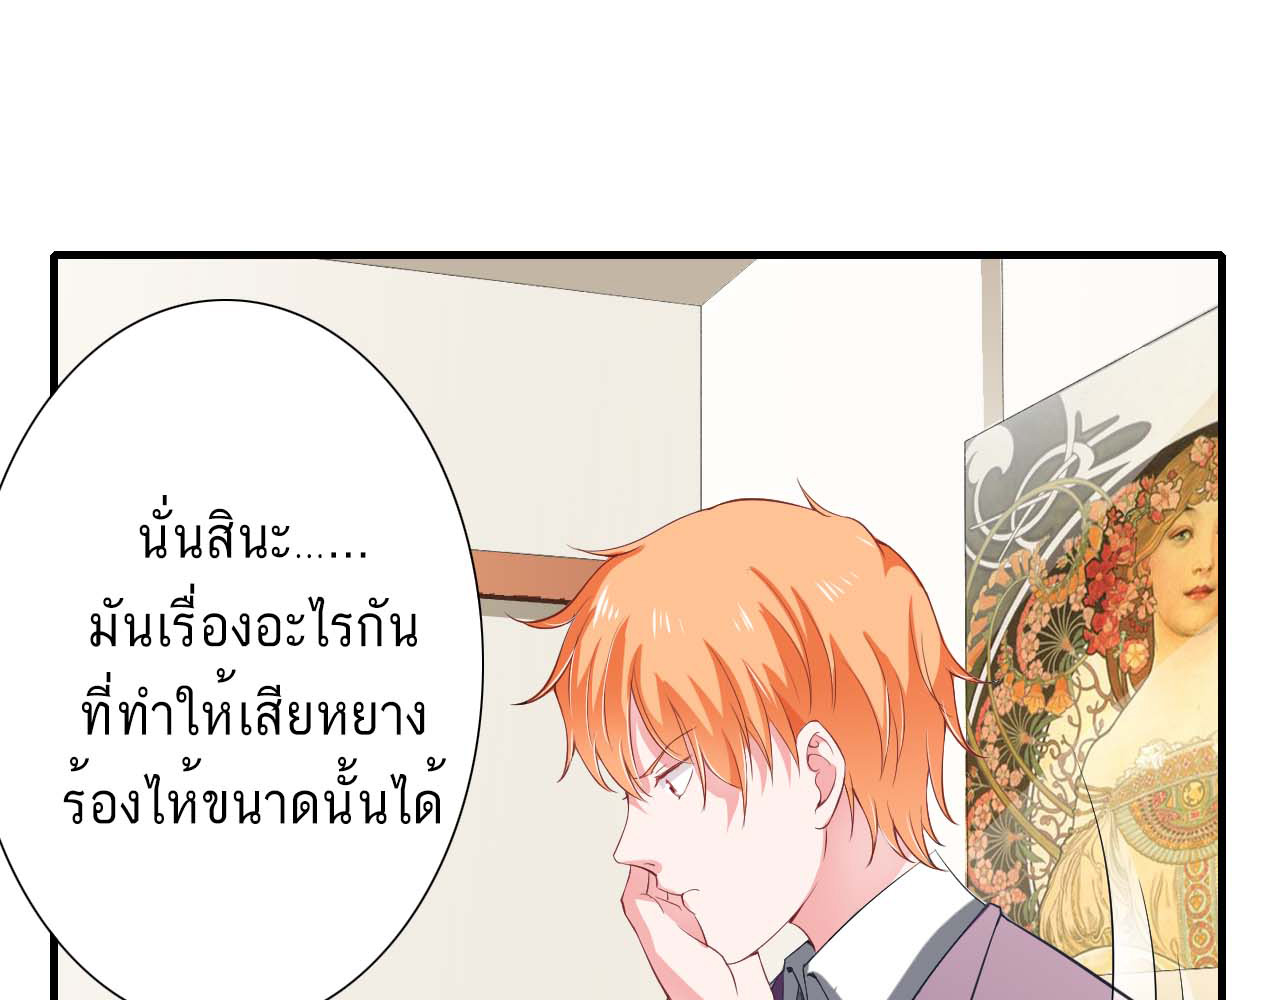 นั่นสินะ......
มันเรื่องอะไรกัน
ที่ทำให้เสียหยาง
ร้องไห้ขนาดนั้นได้